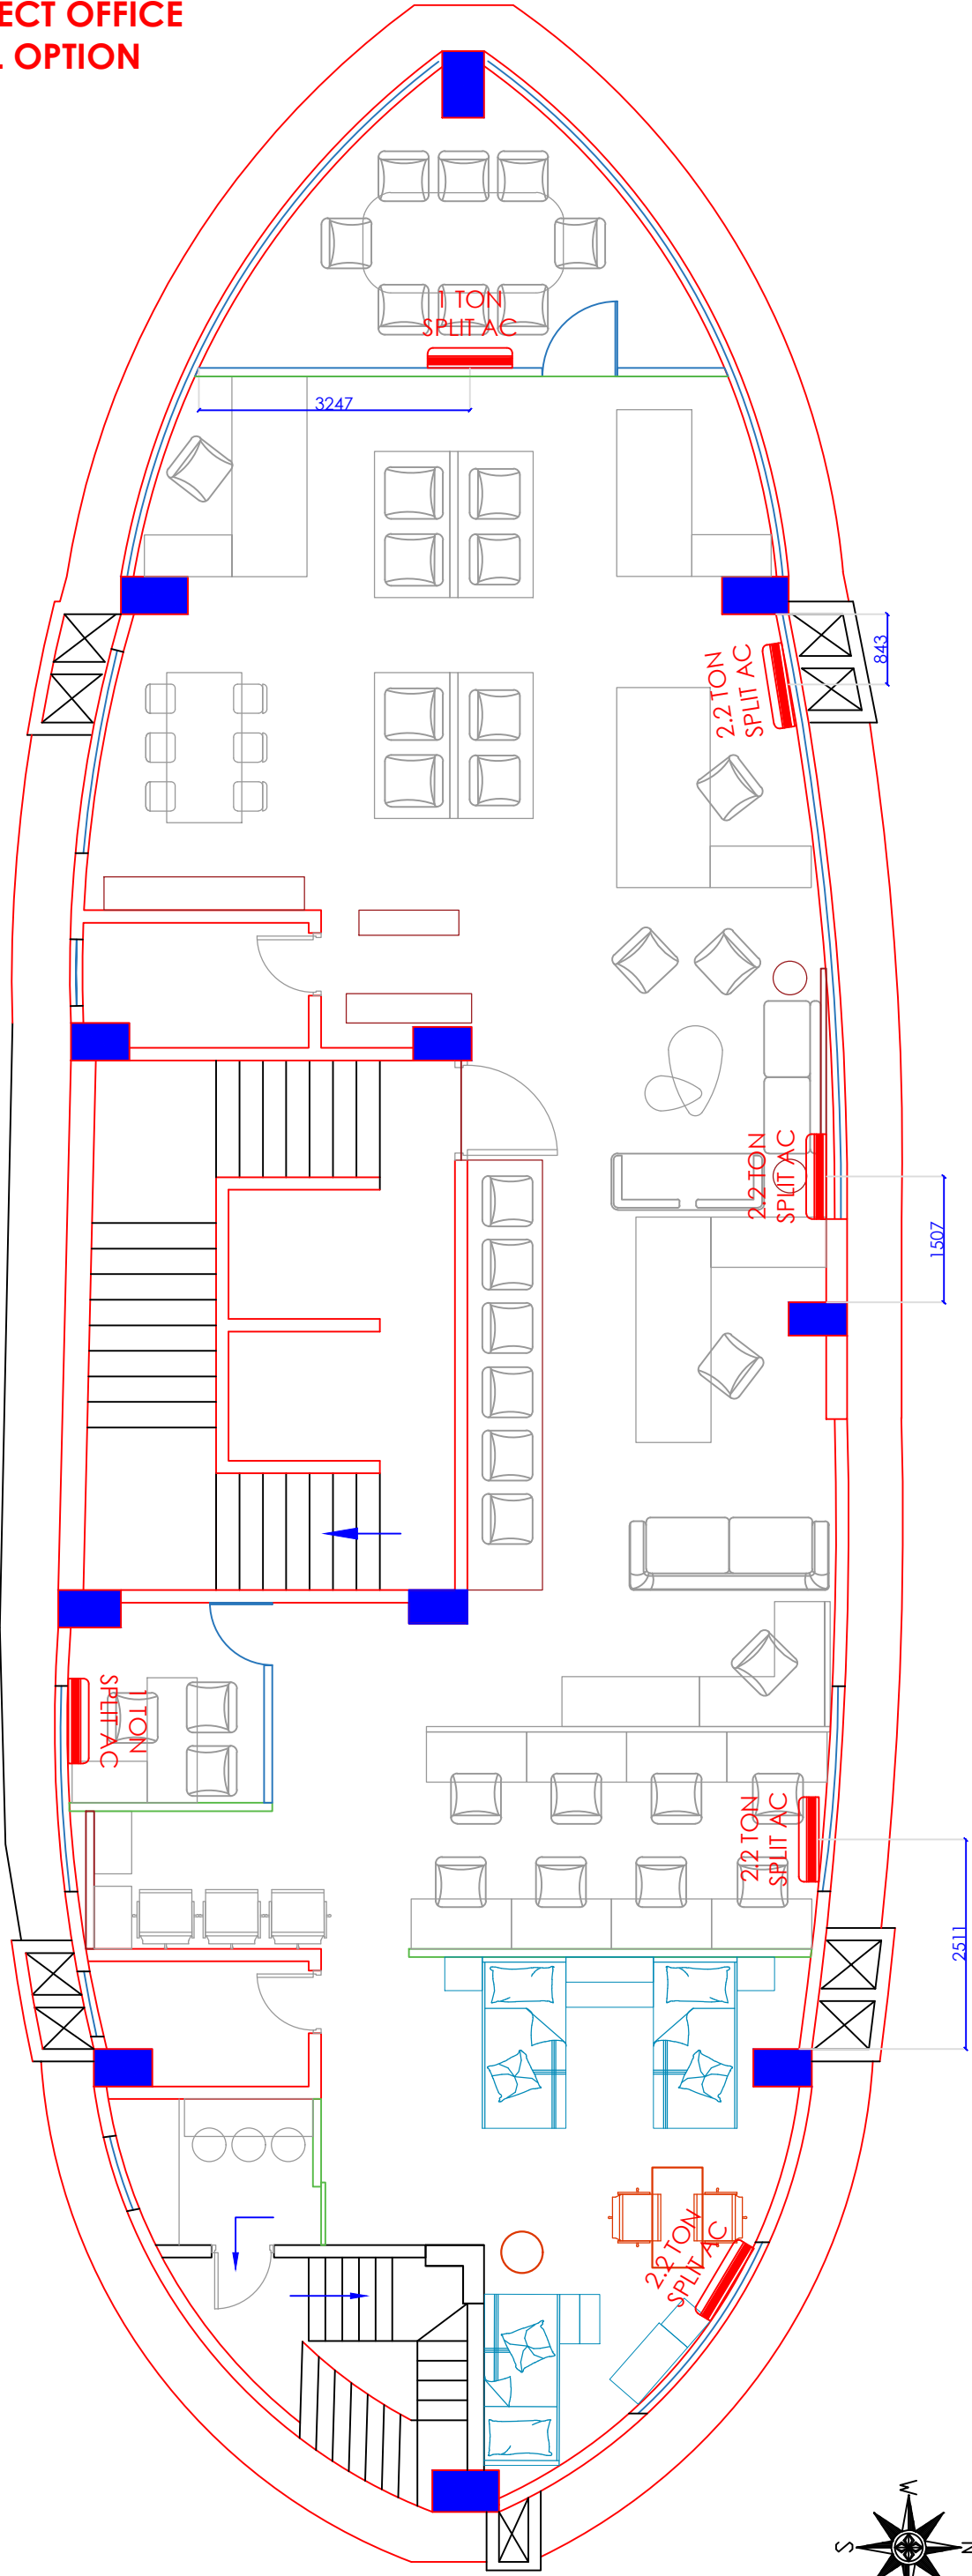 ECT OFFICE
OPTION
1 TON
SPLIT AC
3247
2.2 TON
SPLIT AC
843
2.2 TON
SPLIT AC
1507
1 TON
SPLIT AC
2.2 TON
SPLIT AC
2511
2.2 TON
SPLIT AC
W
S
N